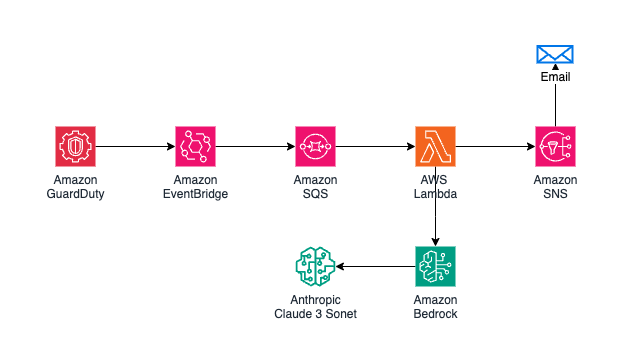 Email
Amazon
GuardDuty
Amazon
EventBridge
Amazon
SQS
AWS
Lambda
Amazon
SNS
Anthropic
Claude 3 Sonet
Amazon
Bedrock